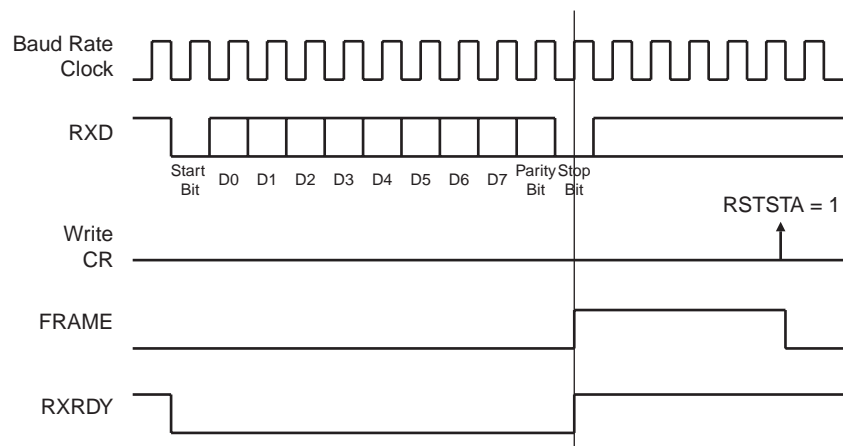 Baud Rate
Clock
RXD
Start
Bit
D0 D1 D2 D3 D4 D5 D6 D7
Parity
Bit
Stop
Bit
RSTSTA = 1
Write
CR
FRAME
RXRDY